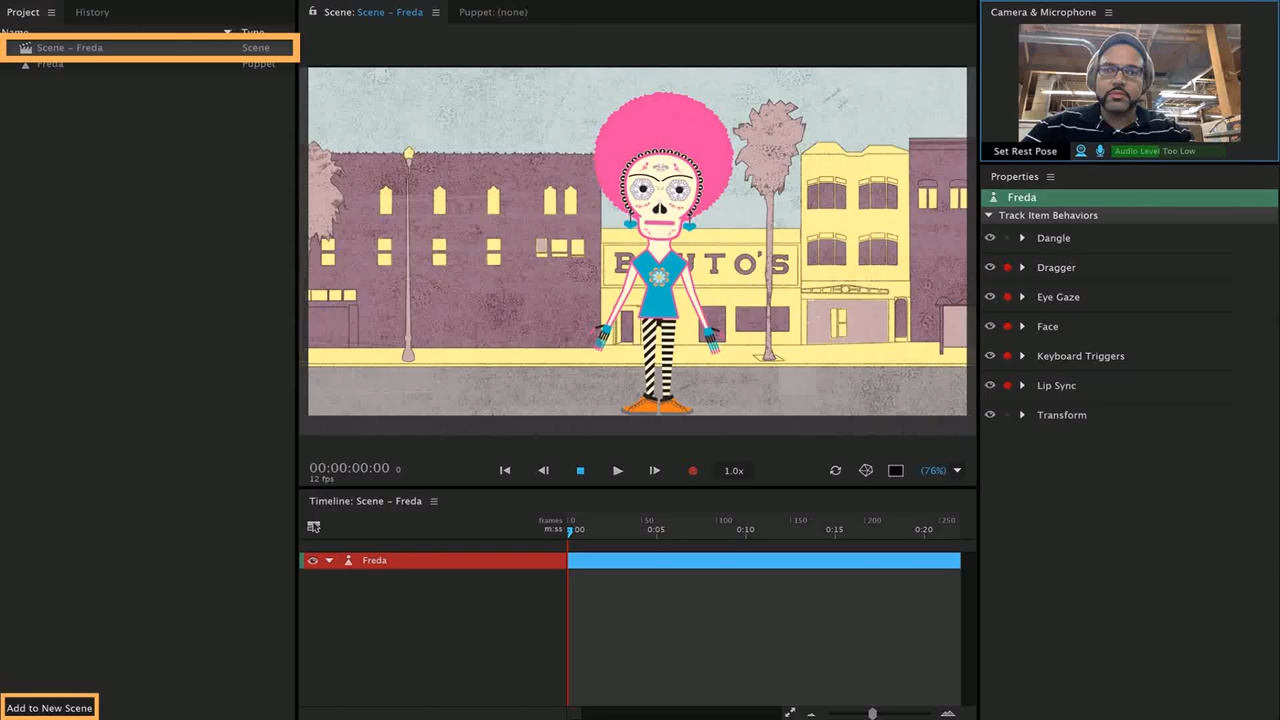 Project History
Name Type
Scene – Freda Scene
Freda Puppet
Add to New Scene
Scene: Scene – Freda Puppet: (none)
UTO'S
00:00:00:00 0
12 fps
1.0x
(76%)
Timeline: Scene – Freda
frames 0 50 100 150 200 250
m:ss 0:00 0:05 0:10 0:15 0:20
Freda
Camera & Microphone
Set Rest Pose Audio Level Too Low
Properties
Freda
Track Item Behaviors
Dangle
Dragger
Eye Gaze
Face
Keyboard Triggers
Lip Sync
Transform